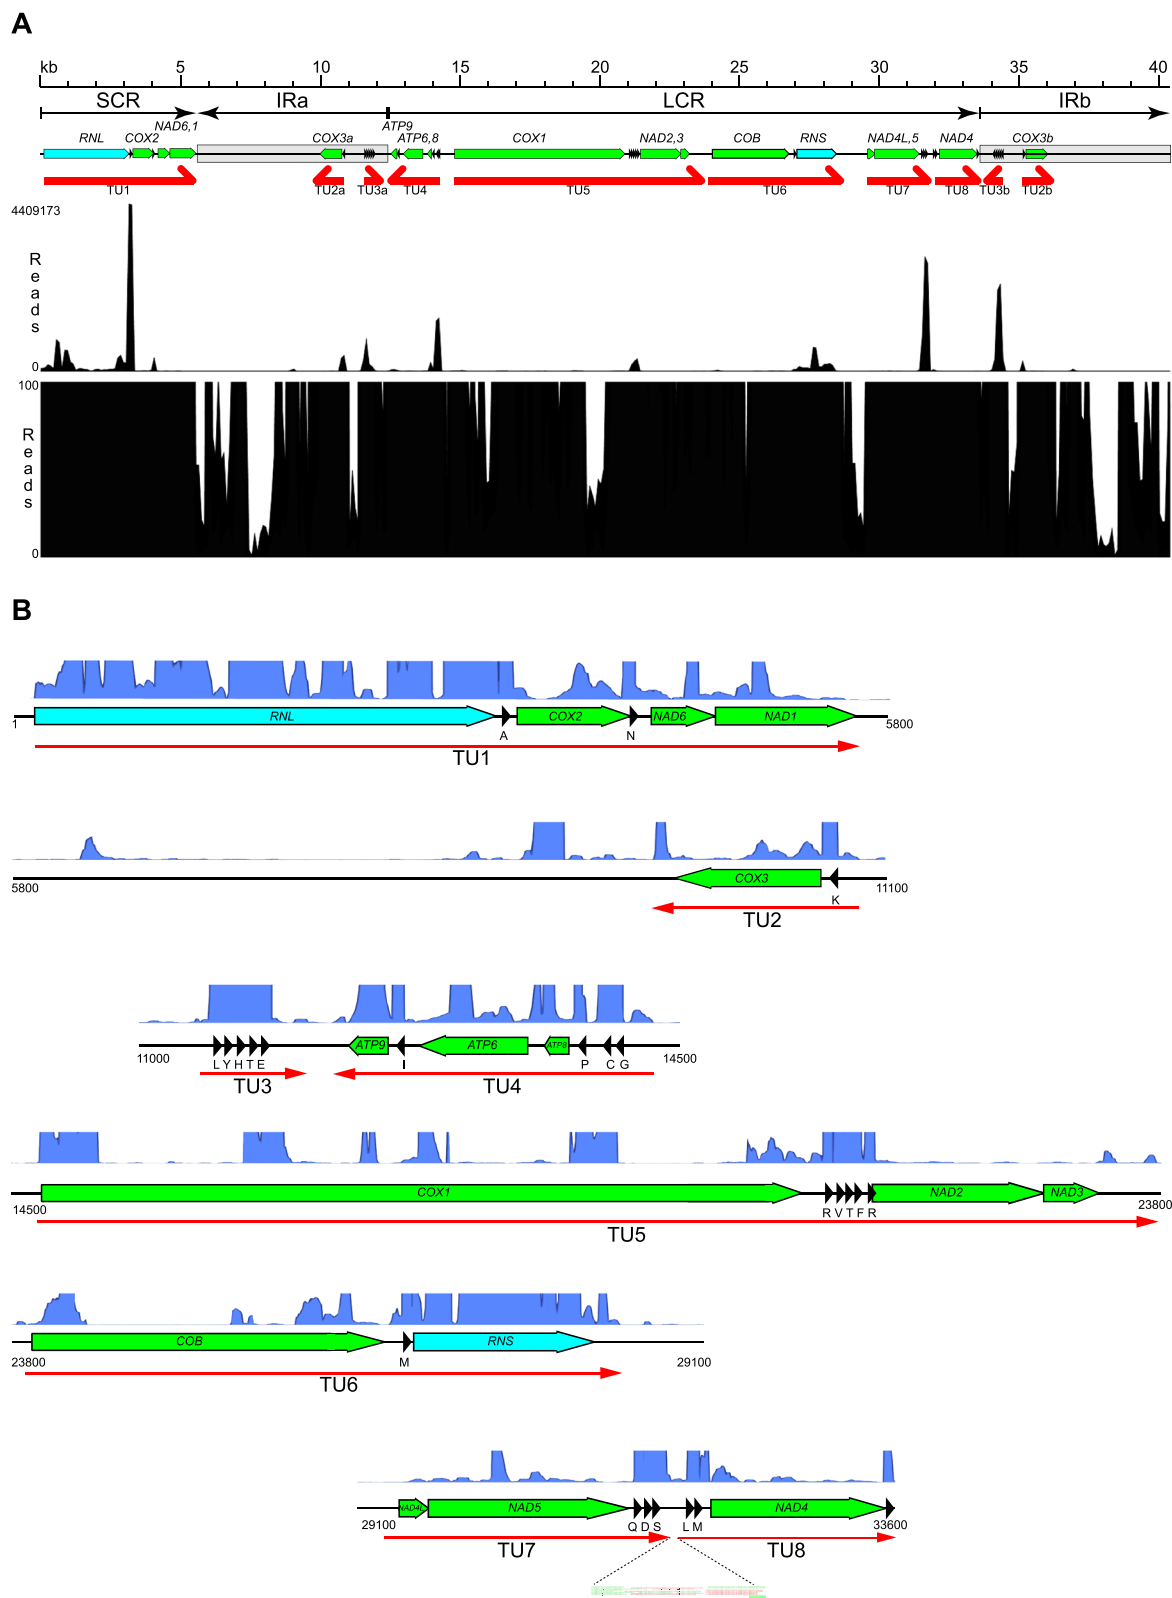 A
kb 5 10 15 20 25 30 35 40
SCR IRa LCR IRb
NAD6,1 ATP9
RNL COX2 COX3a ATP6,8 COX1 NAD2,3 COB RNS NAD4L,5 NAD4 COX3b
TU1 TU2a TU3a TU4 TU5 TU6 TU7 TU8 TU3b TU2b
4409173
Reads
0
100
Reads
0
B
RNL COX2 NAD6 NAD1
1 A N 5800
TU1
COX3
5800 K 11100
TU2
ATP9 ATP6 ATP8
11000 L Y H T E I P C G 14500
TU3 TU4
COX1 NAD2 NAD3
14500 R V T F R 23800
TU5
COB RNS
23800 M 29100
TU6
NAD4L NAD5 NAD4
29100 Q D S L M 33600
TU7 TU8